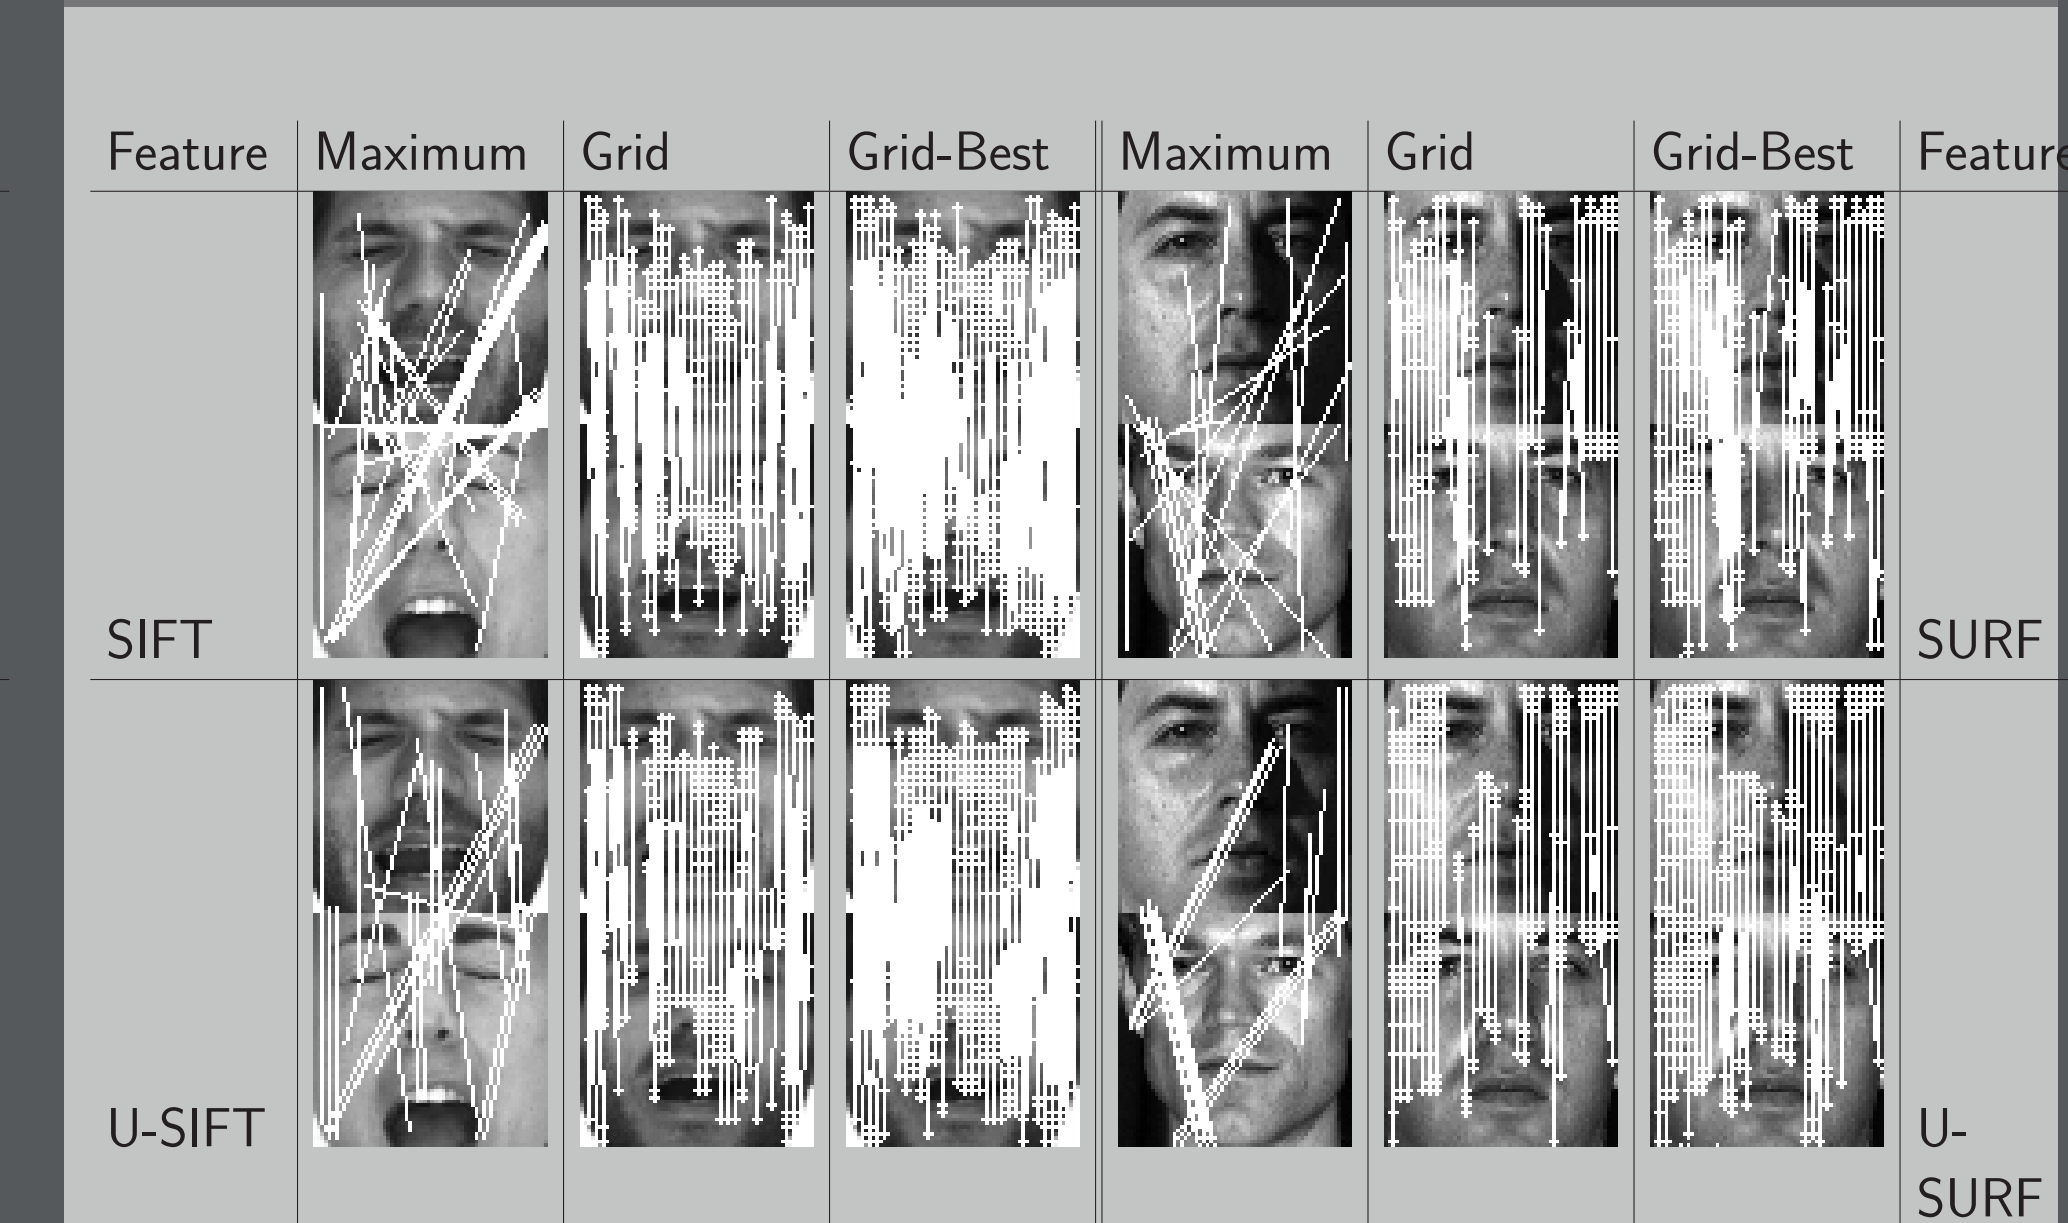 Feature Maximum Grid Grid-Best Maximum Grid Grid-Best Feature
SIFT SURF
U-SIFT U-
SURF